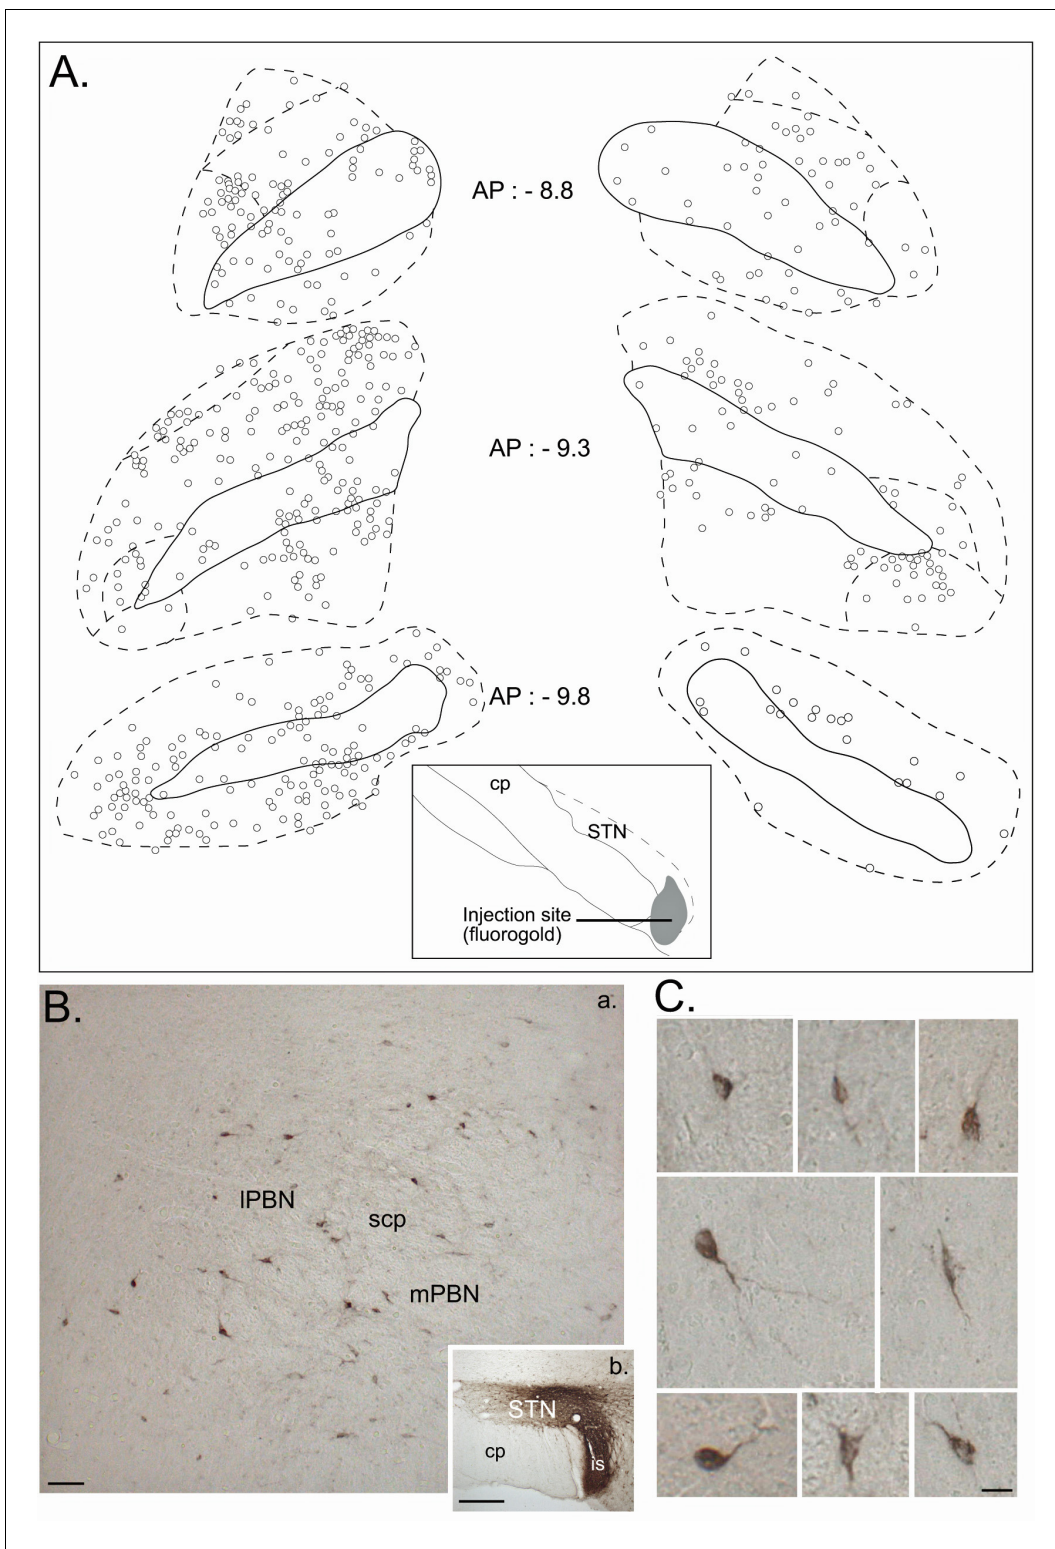 A.
AP : - 8.8
AP : - 9.3
AP : - 9.8
cp
STN
Injection site
(fluorogold)
B.
a.
lPBN
scp
mPBN
b.
STN
cp
is
C.